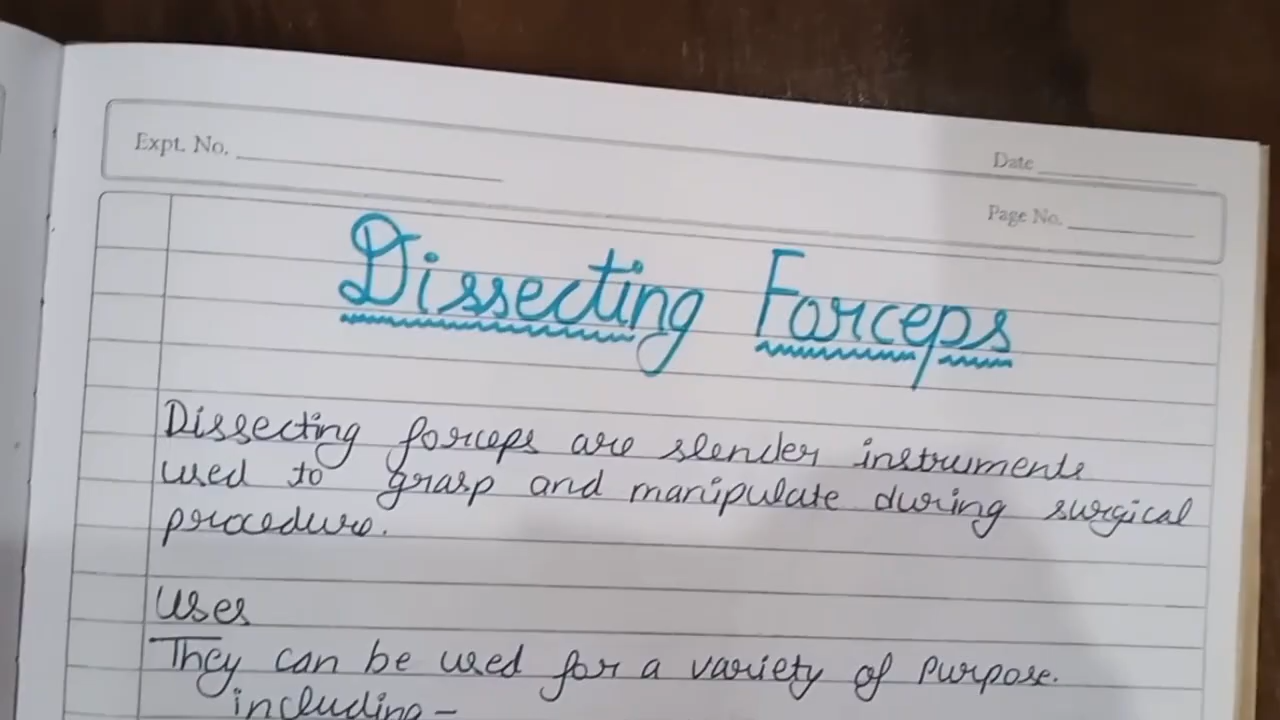 Expt. No.
Date
Page No.
Dissecting Forceps
Dissecting forceps are slender instruments
used to grasp and manipulate during surgical
procedure.
Uses
They can be used for a variety of purpose.
including -